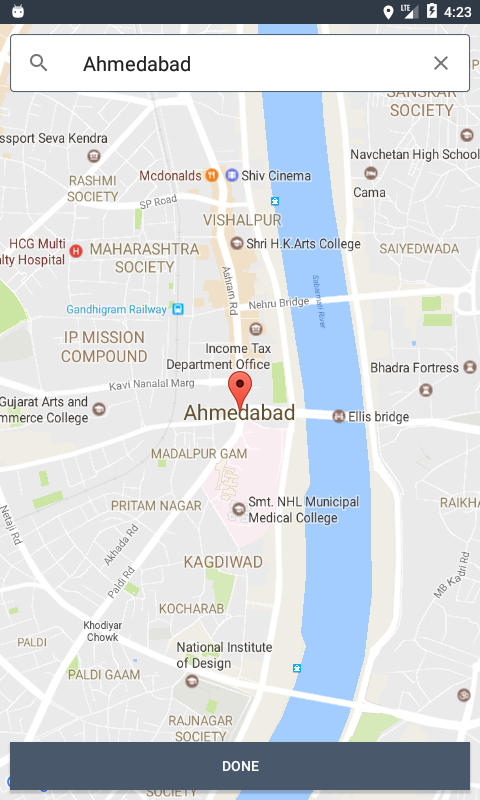 LTE 4:23
Ahmedabad
SANSKAR
SOCIETY
ssport Seva Kendra
Navchetan High School
Mcdonalds
Shiv Cinema
RASHMI
SOCIETY
Cama
SP Road
VISHALPUR
HCG Multi
alty Hospital
MAHARASHTRA
SOCIETY
Shri H.K.Arts College
SAIYEDWADA
Ashram Rd
Sabarmati River
Gandhigram Railway
Nehru Bridge
IP MISSION
COMPOUND
Income Tax
Department Office
Bhadra Fortress
Kavi Nanalal Marg
Gujarat Arts and
mmerce College
Ahmedabad
Ellis bridge
MADALPUR GAM
PRITAM NAGAR
Smt. NHL Municipal
Medical College
RAIKHA
Netaji Rd
Akhada Rd
Paldi Rd
KAGDIWAD
MB Kadri Rd
KOCHARAB
Khodiyar
Chowk
PALDI
National Institute
of Design
PALDI GAAM
RAJNAGAR
SOCIETY
DONE
SOCIETY